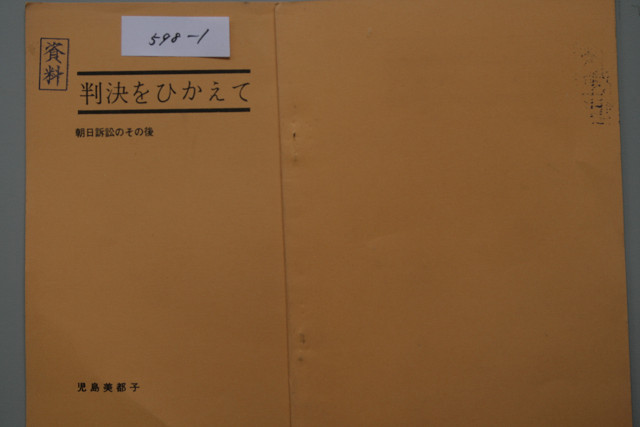 598-1
資料
判決をひかえて
朝日訴訟のその後
児島美都子